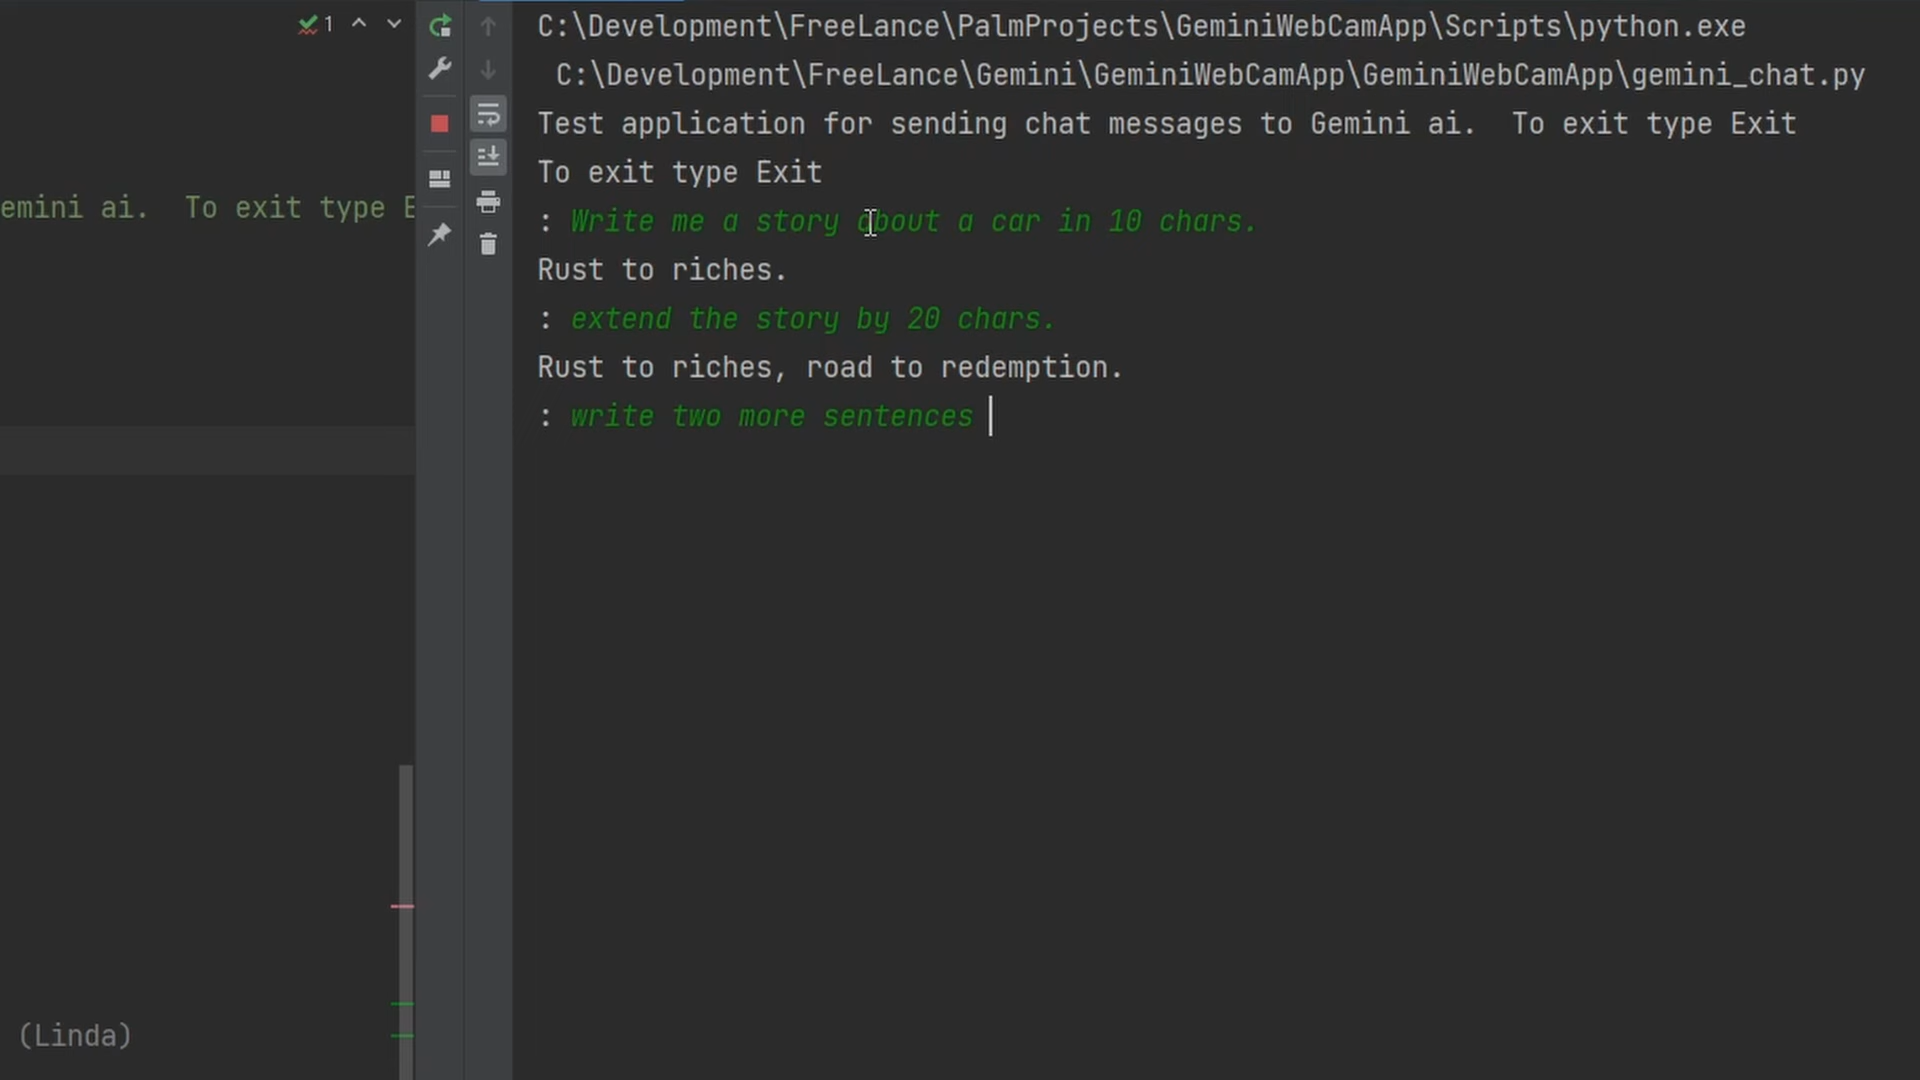 1
C:\Development\FreeLance\PalmProjects\GeminiWebCamApp\Scripts\python.exe
C:\Development\FreeLance\Gemini\GeminiWebCamApp\GeminiWebCamApp\gemini_chat.py
Test application for sending chat messages to Gemini ai.  To exit type Exit
To exit type Exit
emini ai.  To exit type E
: Write me a story about a car in 10 chars.
Rust to riches.
: extend the story by 20 chars.
Rust to riches, road to redemption.
: write two more sentences
(Linda)